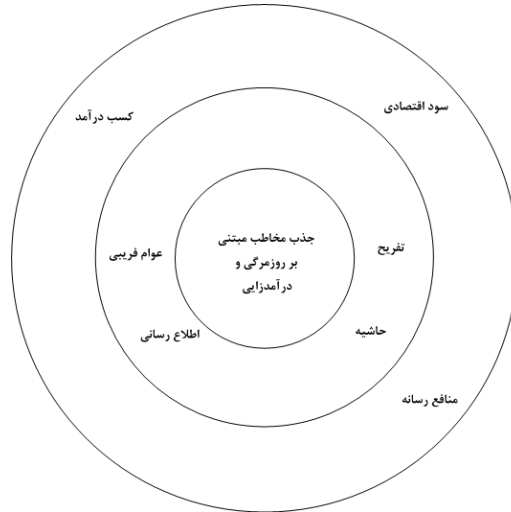 سود اقتصادی
کسب درآمد
جذب مخاطب مبتنی
بر روزمرگی و
درآمدزایی
تفریح
عوام فریبی
حاشیه
اطلاع رسانی
منافع رسانه